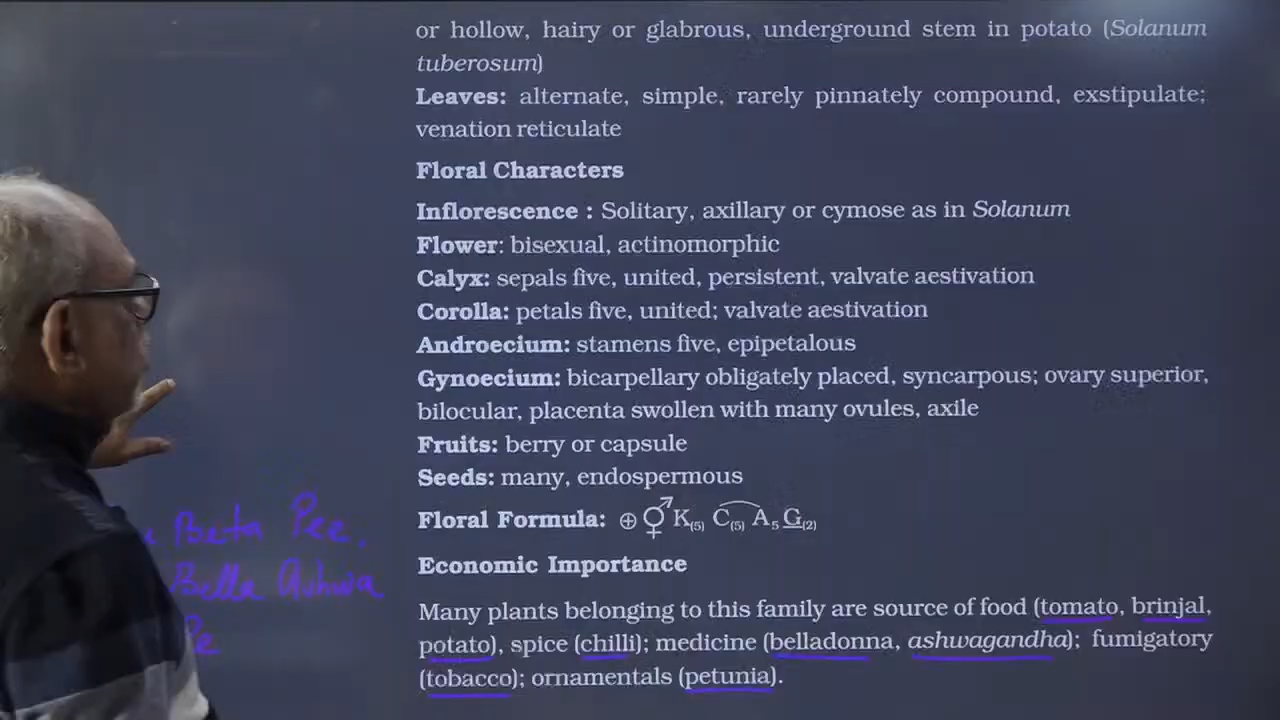 or hollow, hairy or glabrous, underground stem in potato (Solanum
tuberosum)
Leaves: alternate, simple, rarely pinnately compound, exstipulate;
venation reticulate
Floral Characters
Inflorescence : Solitary, axillary or cymose as in Solanum
Flower: bisexual, actinomorphic
Calyx: sepals five, united, persistent, valvate aestivation
Corolla: petals five, united; valvate aestivation
Androecium: stamens five, epipetalous
Gynoecium: bicarpellary obligately placed, syncarpous; ovary superior,
bilocular, placenta swollen with many ovules, axile
Fruits: berry or capsule
Seeds: many, endospermous
Floral Formula: ⊕ ⚥ K(5) C(5) A5 G(2)
Economic Importance
Many plants belonging to this family are source of food (tomato, brinjal,
potato), spice (chilli); medicine (belladonna, ashwagandha); fumigatory
(tobacco); ornamentals (petunia).
Beta Pee,
Bella Ashwa